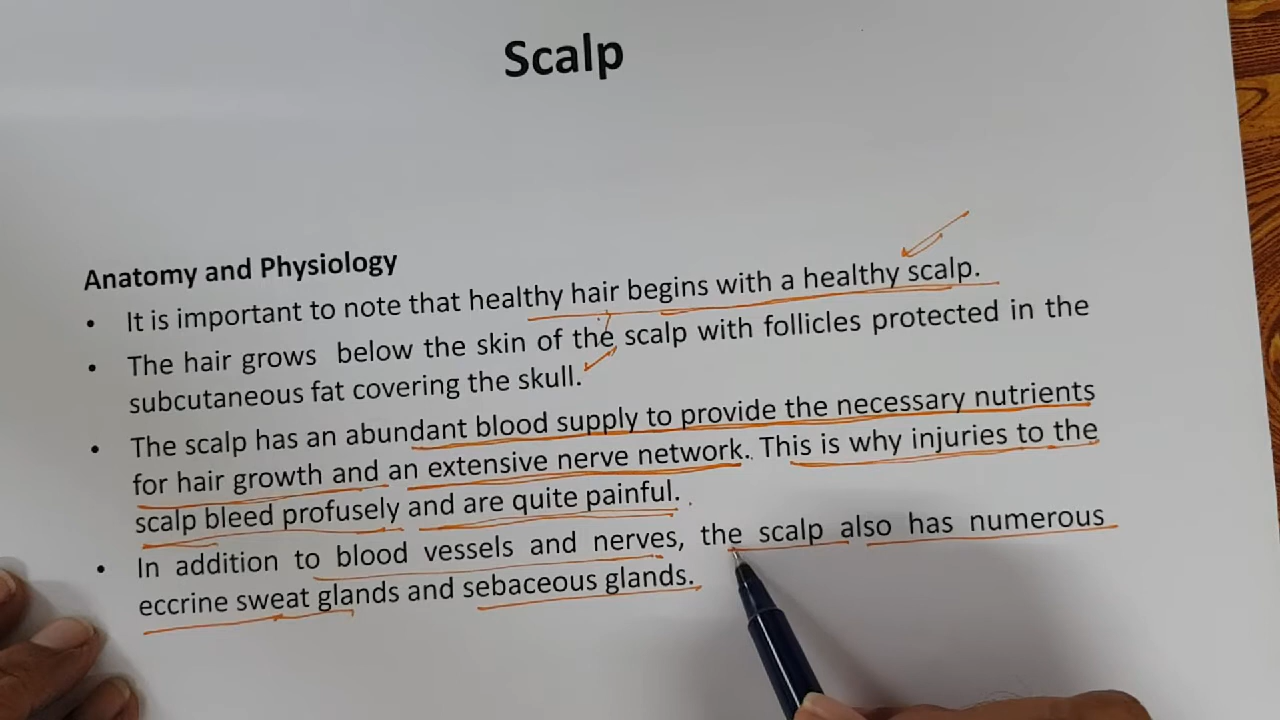 Scalp
Anatomy and Physiology
• It is important to note that healthy hair begins with a healthy scalp.
• The hair grows below the skin of the scalp with follicles protected in the
subcutaneous fat covering the skull.
• The scalp has an abundant blood supply to provide the necessary nutrients
for hair growth and an extensive nerve network. This is why injuries to the
scalp bleed profusely and are quite painful.
• In addition to blood vessels and nerves, the scalp also has numerous
eccrine sweat glands and sebaceous glands.